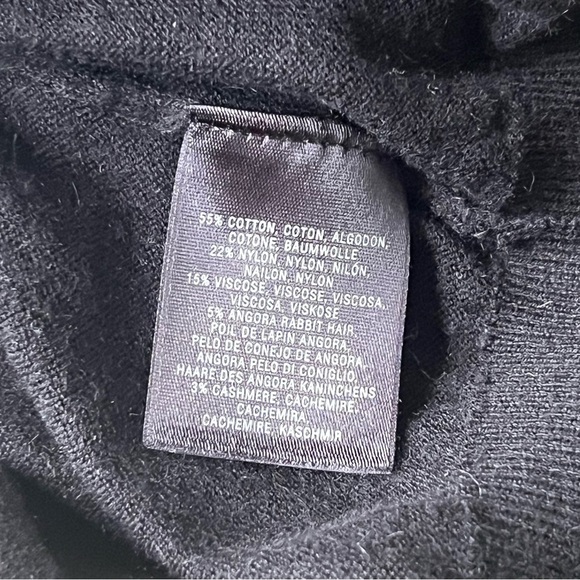 55% COTTON, COTON, ALGODON,
COTONE, BAUMWOLLE
22% NYLON, NYLON, NILON,
NAILON, NYLON
15% VISCOSE, VISCOSE, VISCOSA,
VISCOSA, VISKOSE
5% ANGORA RABBIT HAIR,
POIL DE LAPIN ANGORA,
PELO DE CONEJO DE ANGORA,
ANGORA PELO DI CONIGLIO,
HAARE DES ANGORA KANINCHENS
3% CASHMERE, CACHEMIRE,
CACHEMIRA,
CACHEMIRE, KASCHMIR